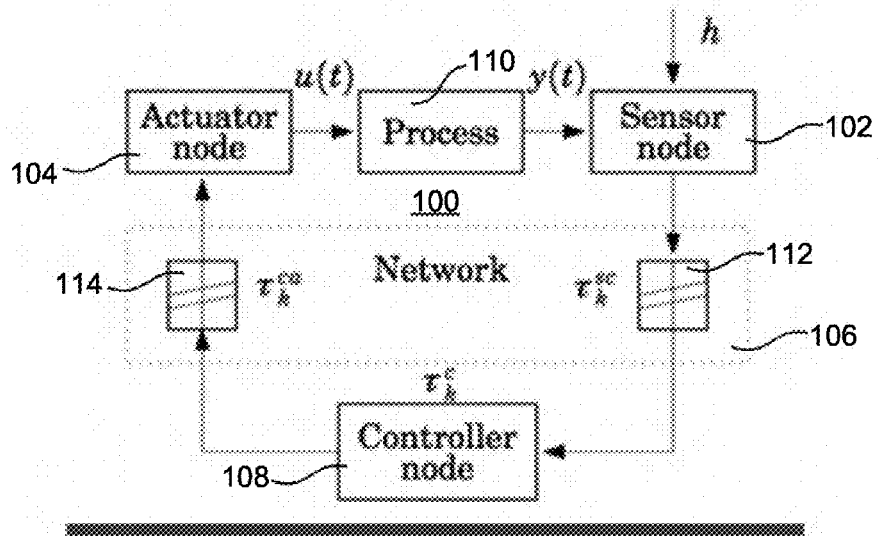 h
110
u(t)
y(t)
Actuator
node
Process
Sensor
node
102
104
100
114
Network
112
τ_k^{ca}
τ_k^{sc}
106
τ_k^c
Controller
node
108